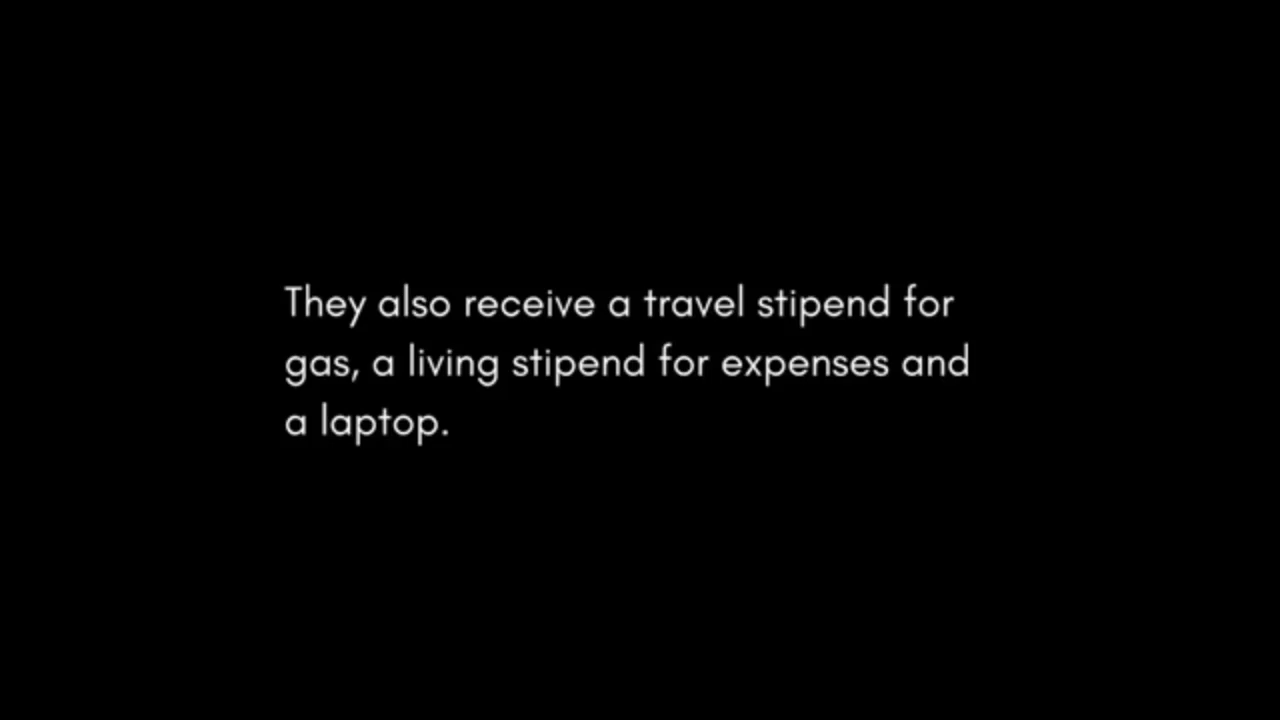 They also receive a travel stipend for
gas, a living stipend for expenses and
a laptop.